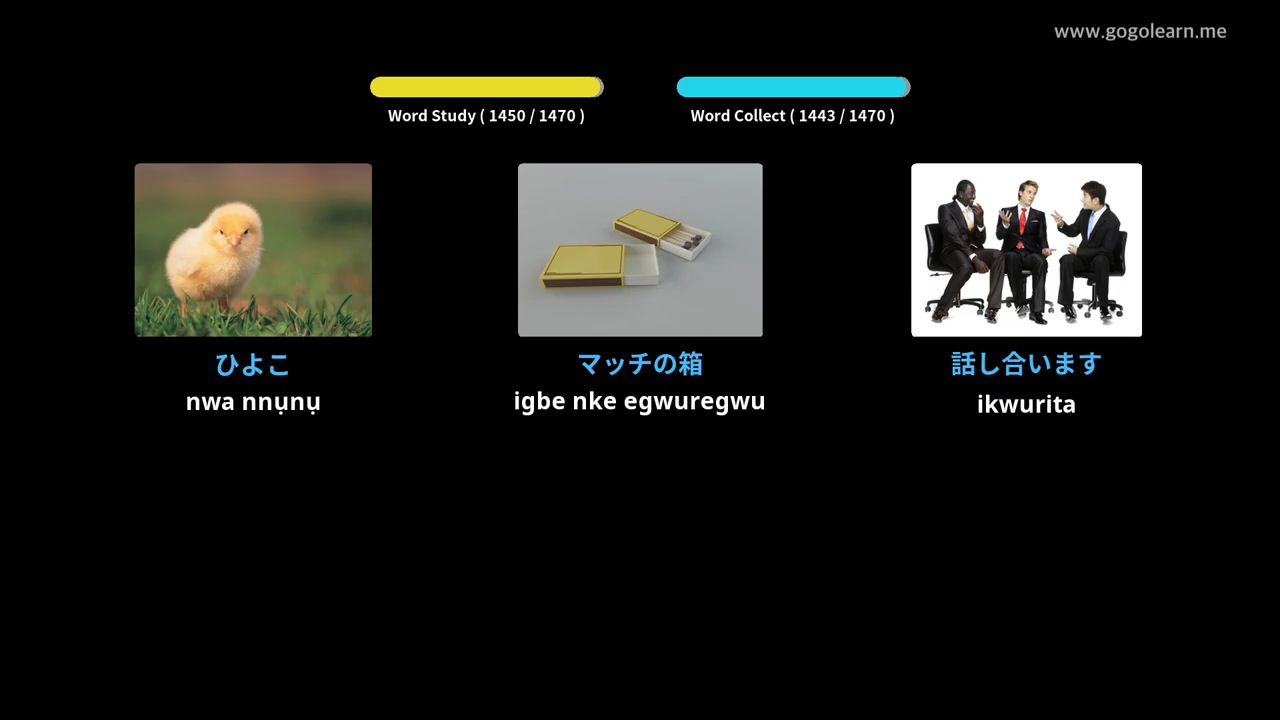 www.gogolearn.me
Word Study ( 1450 / 1470 )
Word Collect ( 1443 / 1470 )
ひよこ
nwa nnụnụ
マッチの箱
igbe nke egwuregwu
話し合います
ikwurita